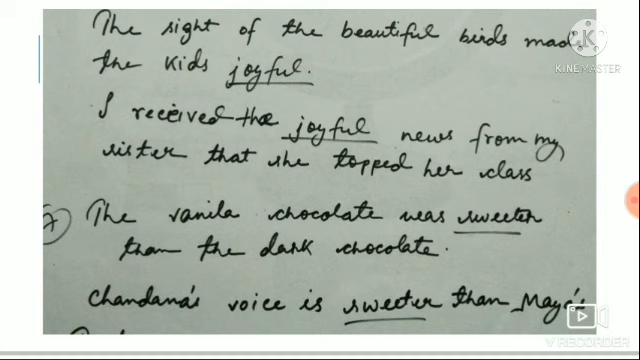 The sight of the beautiful birds made
the kids joyful.
I received the joyful news from my
sister that she topped her class
7) The vanila chocolate was sweeter
than the dark chocolate.
Chandana's voice is sweeter than Maya's
KINEMASTER
V RECORDER